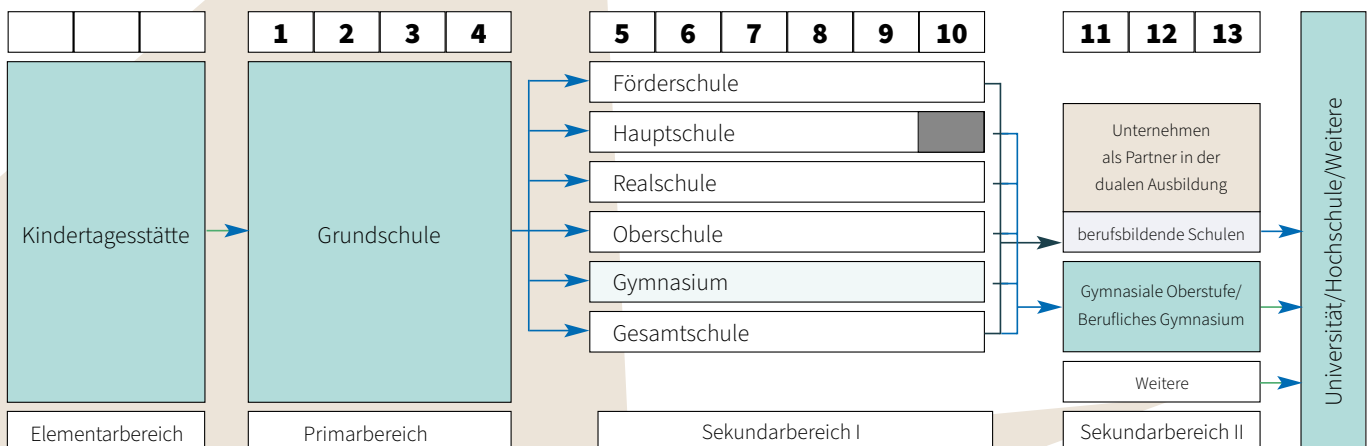 1 2 3 4 5 6 7 8 9 10 11 12 13
Kindertagesstätte
Grundschule
Förderschule
Hauptschule
Realschule
Oberschule
Gymnasium
Gesamtschule
Unternehmen
als Partner in der
dualen Ausbildung
berufsbildende Schulen
Gymnasiale Oberstufe/
Berufliches Gymnasium
Weitere
Universität/Hochschule/Weitere
Elementarbereich
Primarbereich
Sekundarbereich I
Sekundarbereich II